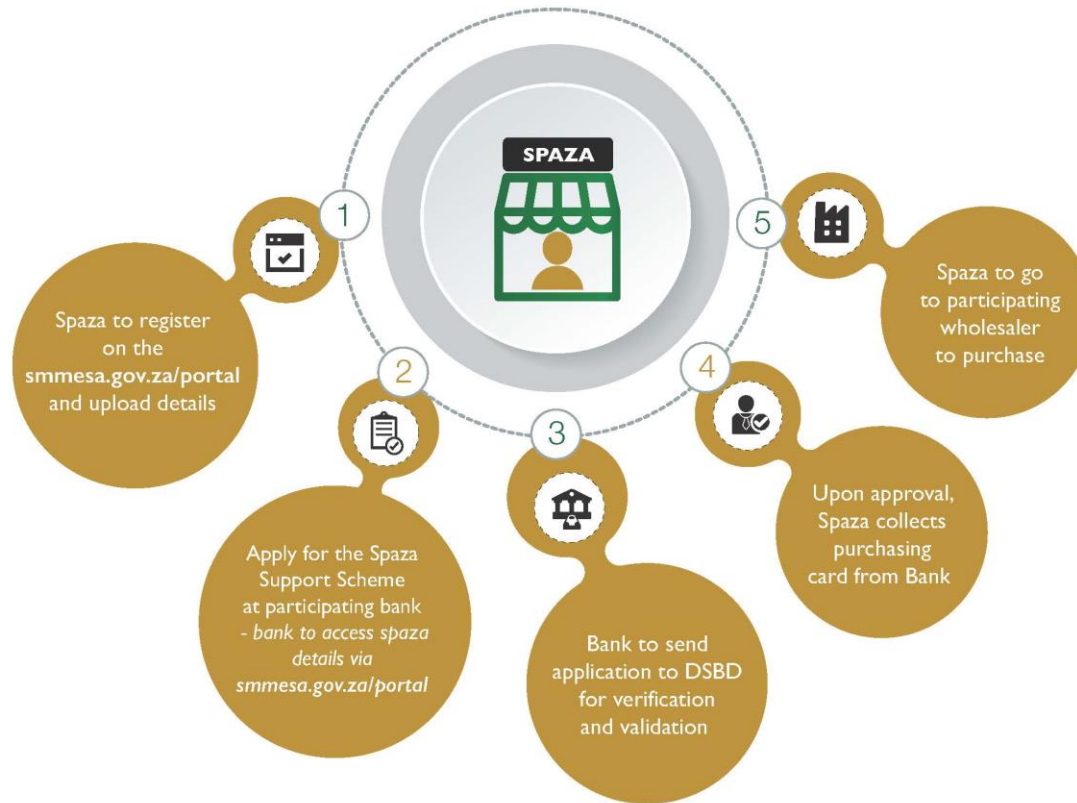 SPAZA
1
Spaza to register
on the
smmesa.gov.za/portal
and upload details
2
Apply for the Spaza
Support Scheme
at participating bank
- bank to access spaza
details via
smmesa.gov.za/portal
3
Bank to send
application to DSBD
for verification
and validation
4
Upon approval,
Spaza collects
purchasing
card from Bank
5
Spaza to go
to participating
wholesaler
to purchase